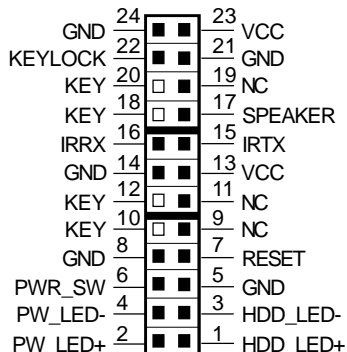 GND 24 23 VCC
KEYLOCK 22 21 GND
KEY 20 19 NC
KEY 18 17 SPEAKER
IRRX 16 15 IRTX
GND 14 13 VCC
KEY 12 11 NC
KEY 10 9 NC
GND 8 7 RESET
PWR_SW 6 5 GND
PW_LED- 4 3 HDD_LED-
PW_LED+ 2 1 HDD_LED+